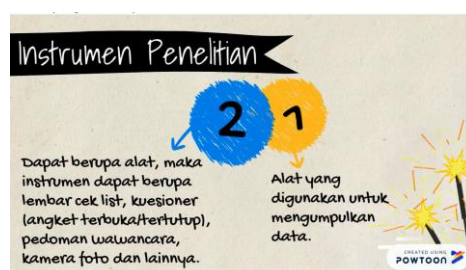 Instrumen Penelitian
2
1
Dapat berupa alat, maka
instrumen dapat berupa
lembar cek list, kuesioner
(angket terbuka/tertutup),
pedoman wawancara,
kamera foto dan lainnya.
Alat yang
digunakan untuk
mengumpulkan
data.
CREATED USING
POWTOON